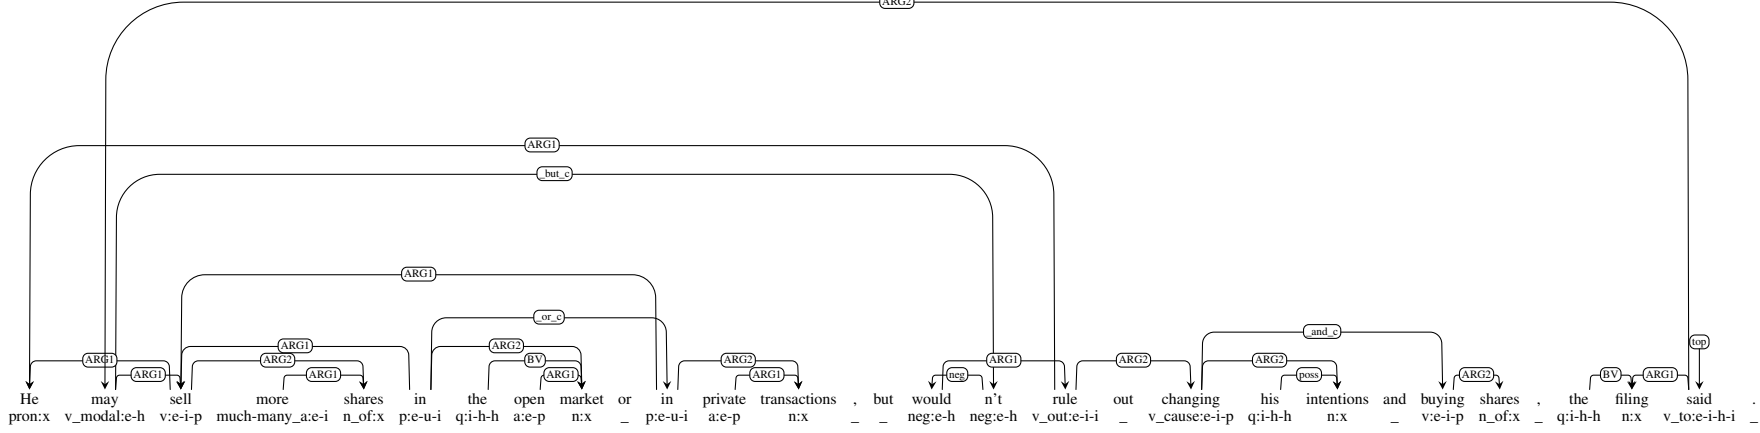 ARG2
ARG1
_but_c
ARG1
_or_c
_and_c
top
ARG1 ARG2 BV ARG1 ARG2 ARG1 ARG2 ARG2 ARG2
ARG1 ARG1 ARG1 ARG1 neg poss ARG2 BV ARG1
He may sell more shares in the open market or in private transactions , but would n't rule out changing his intentions and buying shares , the filing said .
pron:x v_modal:e-h v:e-i-p much-many_a:e-i n_of:x p:e-u-i q:i-h-h a:e-p n:x _ p:e-u-i a:e-p n:x _ _ neg:e-h neg:e-h v_out:e-i-i _ v_cause:e-i-p q:i-h-h n:x _ v:e-i-p n_of:x _ q:i-h-h n:x v_to:e-i-h-i _